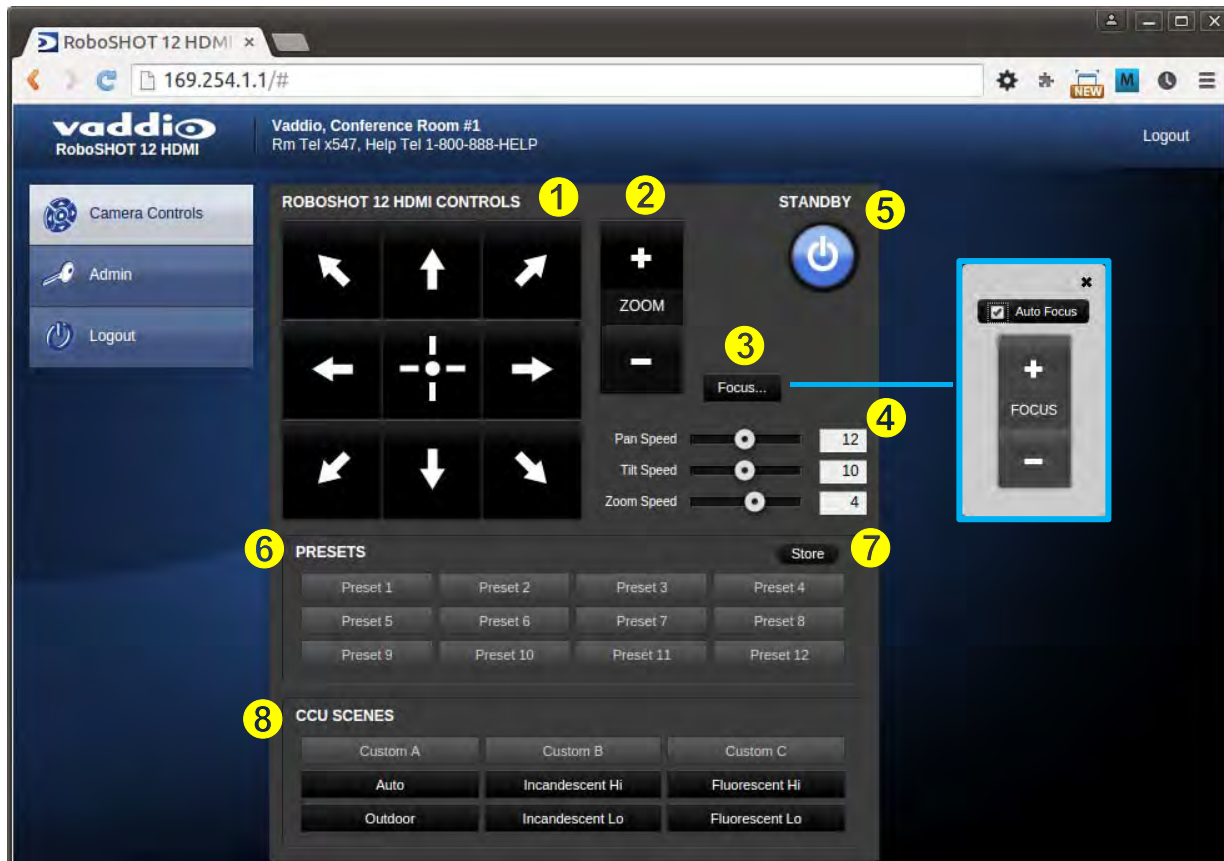 RoboSHOT 12 HDMI
169.254.1.1/#
NEW
M
vaddio
RoboSHOT 12 HDMI
Vaddio, Conference Room #1
Rm Tel x547, Help Tel 1-800-888-HELP
Logout
Camera Controls
Admin
Logout
ROBOSHOT 12 HDMI CONTROLS
1
2
ZOOM
STANDBY
5
3
Focus...
Auto Focus
FOCUS
4
Pan Speed 12
Tilt Speed 10
Zoom Speed 4
6
PRESETS
Store
7
Preset 1 Preset 2 Preset 3 Preset 4
Preset 5 Preset 6 Preset 7 Preset 8
Preset 9 Preset 10 Preset 11 Preset 12
8
CCU SCENES
Custom A Custom B Custom C
Auto Incandescent Hi Fluorescent Hi
Outdoor Incandescent Lo Fluorescent Lo